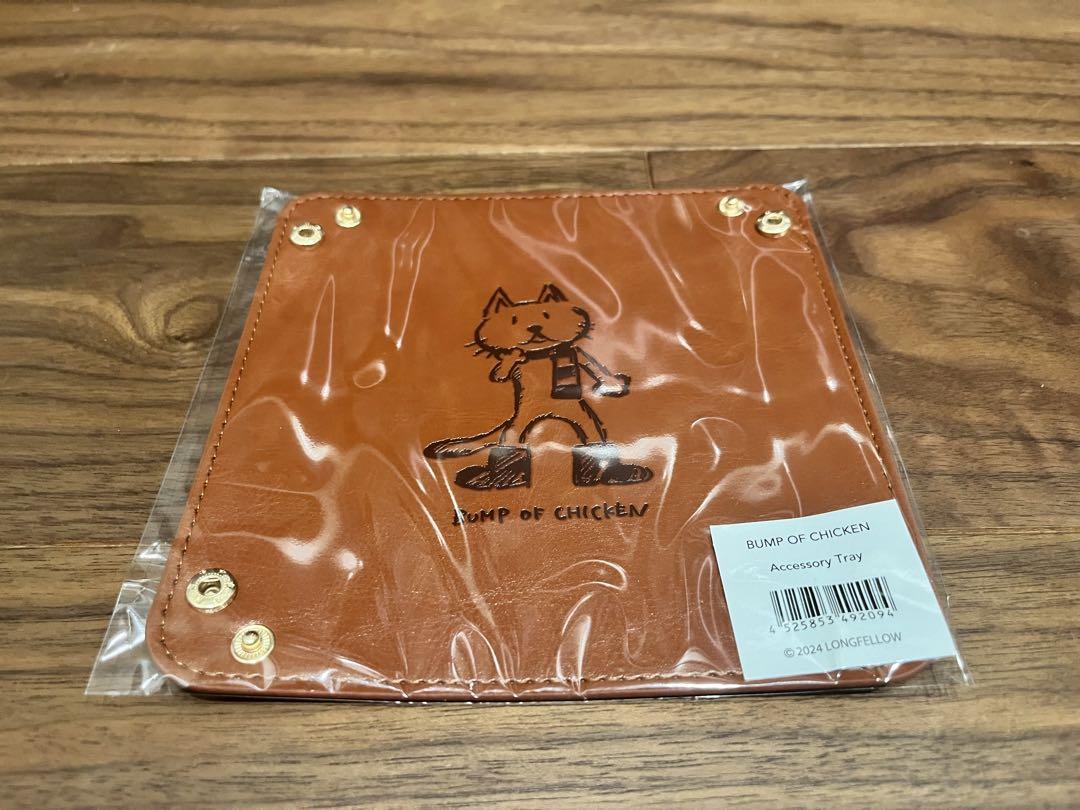 BUMP OF CHICKEN
BUMP OF CHICKEN
Accessory Tray
4 525853 492094
©2024 LONGFELLOW